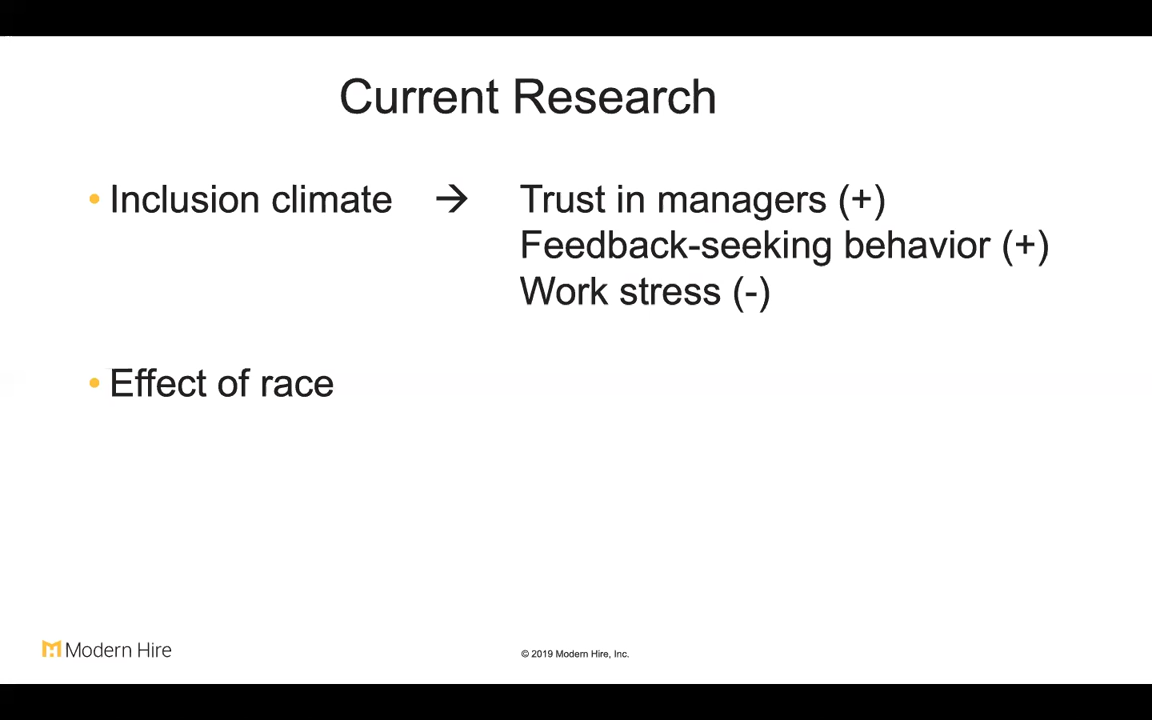 Current Research
• Inclusion climate → Trust in managers (+)
Feedback-seeking behavior (+)
Work stress (-)
• Effect of race
Modern Hire
© 2019 Modern Hire, Inc.